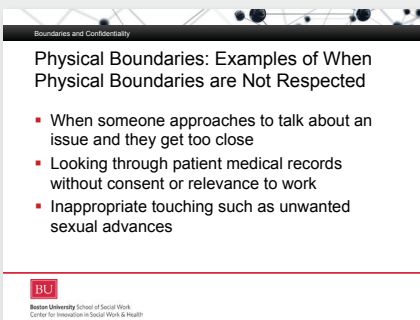 Boundaries and Confidentiality
Physical Boundaries: Examples of When
Physical Boundaries are Not Respected
▪ When someone approaches to talk about an
issue and they get too close
▪ Looking through patient medical records
without consent or relevance to work
▪ Inappropriate touching such as unwanted
sexual advances
BU
Boston University School of Social Work
Center for Innovation in Social Work & Health